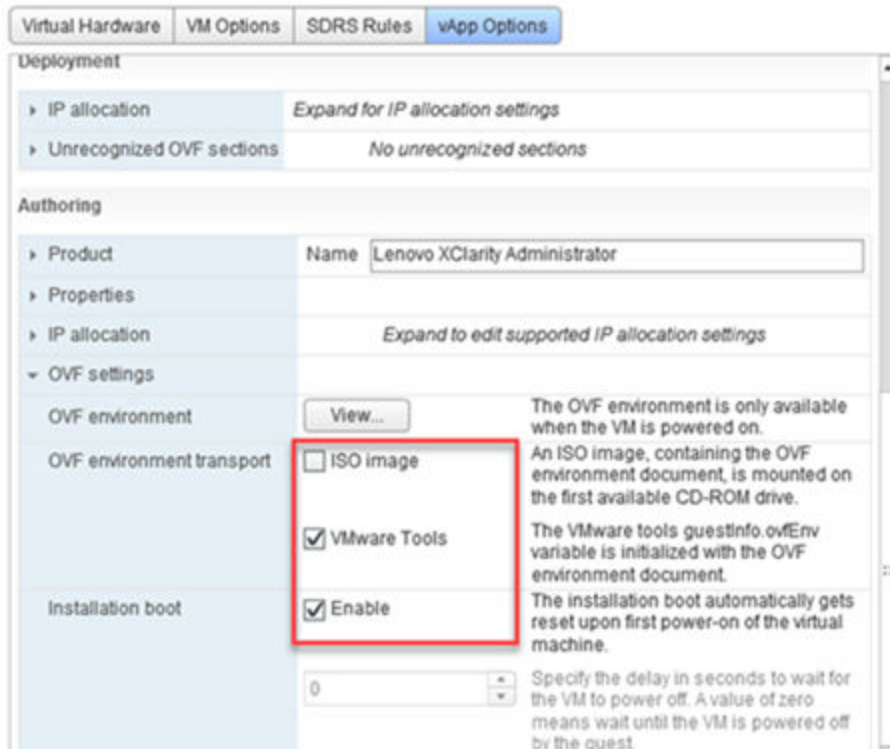 Virtual Hardware VM Options SDRS Rules vApp Options
Deployment
IP allocation Expand for IP allocation settings
Unrecognized OVF sections No unrecognized sections
Authoring
Product Name Lenovo XClarity Administrator
Properties
IP allocation Expand to edit supported IP allocation settings
OVF settings
OVF environment View... The OVF environment is only available
when the VM is powered on.
OVF environment transport ISO image An ISO image, containing the OVF
environment document, is mounted on
the first available CD-ROM drive.
VMware Tools The VMware tools guestInfo.ovfEnv
variable is initialized with the OVF
environment document.
Installation boot Enable The installation boot automatically gets
reset upon first power-on of the virtual
machine.
0 Specify the delay in seconds to wait for
the VM to power off. A value of zero
means wait until the VM is powered off
by the guest.